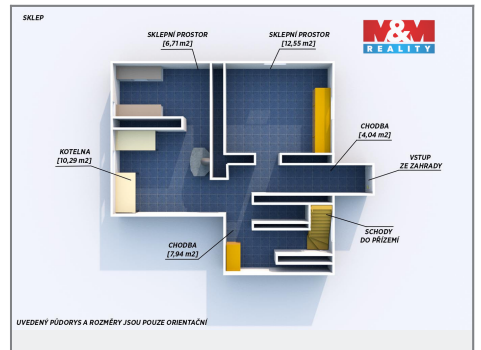 SKLEP
M&M
REALITY
SKLEPNÍ PROSTOR
[6,71 m2]
SKLEPNÍ PROSTOR
[12,55 m2]
CHODBA
[4,04 m2]
KOTELNA
[10,29 m2]
VSTUP
ZE ZAHRADY
SCHODY
DO PŘÍZEMÍ
CHODBA
[7,94 m2]
UVEDENÝ PŮDORYS A ROZMĚRY JSOU POUZE ORIENTAČNÍ